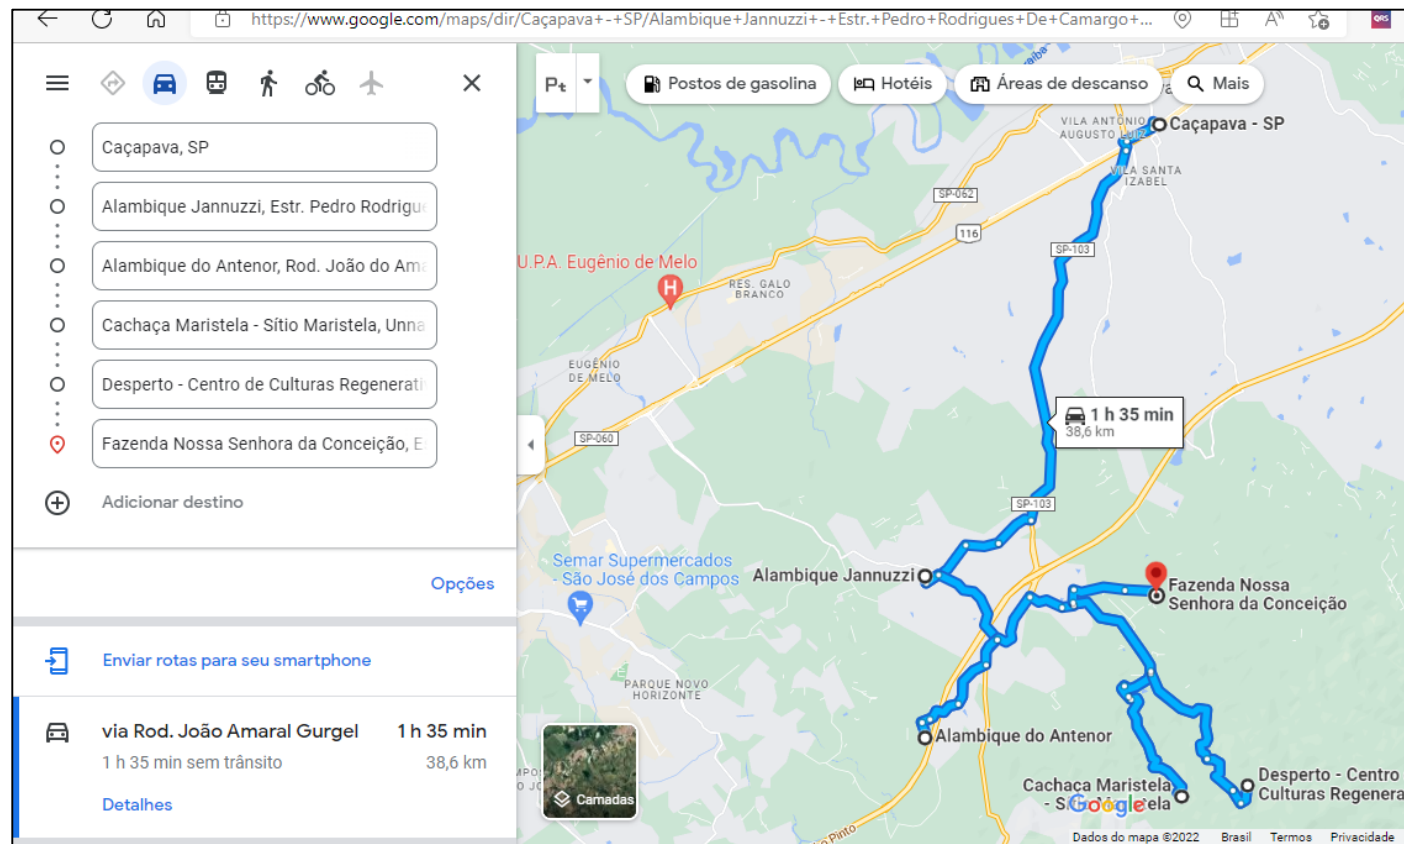 https://www.google.com/maps/dir/Caçapava+-+SP/Alambique+Jannuzzi+-+Estr.+Pedro+Rodrigues+De+Camargo+...
Caçapava, SP
Alambique Jannuzzi, Estr. Pedro Rodrigue
Alambique do Antenor, Rod. João do Ama
Cachaça Maristela - Sítio Maristela, Unna
Desperto - Centro de Culturas Regenerati
Fazenda Nossa Senhora da Conceição, E
Adicionar destino
Opções
Enviar rotas para seu smartphone
via Rod. João Amaral Gurgel 1 h 35 min
1 h 35 min sem trânsito 38,6 km
Detalhes
Postos de gasolina
Hotéis
Áreas de descanso
Mais
VILA ANTONIO
AUGUSTO LUIZ
Caçapava - SP
VILA SANTA
IZABEL
SP-062
116
SP-103
U.P.A. Eugênio de Melo
H
RES. GALO
BRANCO
EUGÊNIO
DE MELO
1 h 35 min
38,6 km
SP-060
SP-103
Semar Supermercados
- São José dos Campos
Alambique Jannuzzi
Fazenda Nossa
Senhora da Conceição
PARQUE NOVO
HORIZONTE
Alambique do Antenor
Camadas
Cachaça Maristela
Desperto - Centro
Culturas Regenera
Google
Pinto
Dados do mapa ©2022 Brasil Termos Privacidade